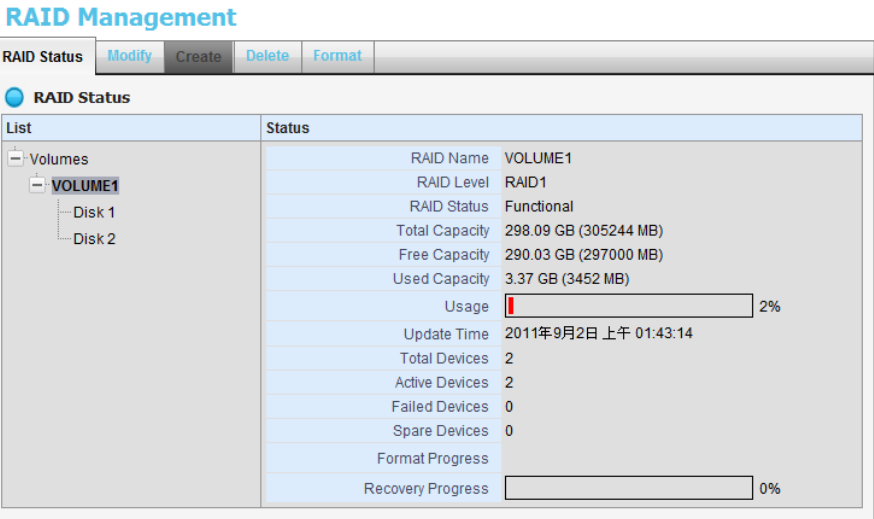 RAID Management
RAID Status Modify Create Delete Format
RAID Status
List Status
Volumes
VOLUME1
Disk 1
Disk 2
RAID Name VOLUME1
RAID Level RAID1
RAID Status Functional
Total Capacity 298.09 GB (305244 MB)
Free Capacity 290.03 GB (297000 MB)
Used Capacity 3.37 GB (3452 MB)
Usage 2%
Update Time 2011年9月2日 上午 01:43:14
Total Devices 2
Active Devices 2
Failed Devices 0
Spare Devices 0
Format Progress
Recovery Progress 0%